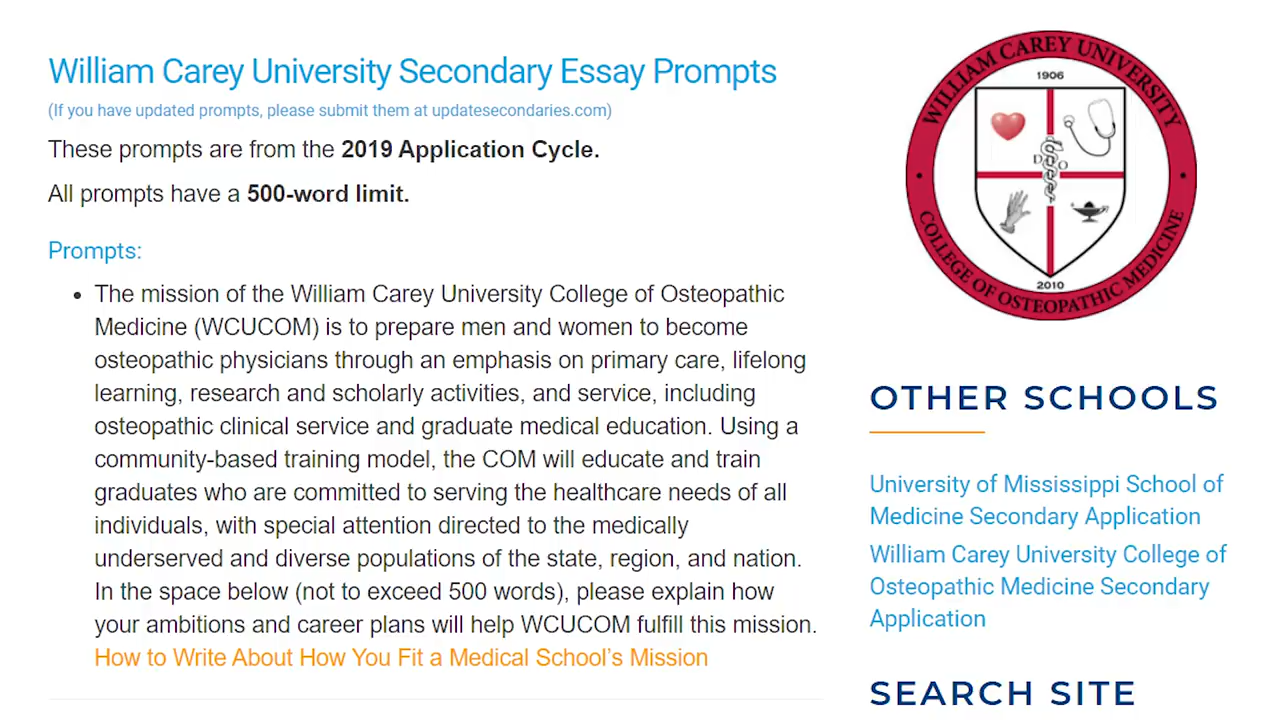 William Carey University Secondary Essay Prompts
(If you have updated prompts, please submit them at updatesecondaries.com)
These prompts are from the 2019 Application Cycle.
All prompts have a 500-word limit.
Prompts:
• The mission of the William Carey University College of Osteopathic
Medicine (WCUCOM) is to prepare men and women to become
osteopathic physicians through an emphasis on primary care, lifelong
learning, research and scholarly activities, and service, including
osteopathic clinical service and graduate medical education. Using a
community-based training model, the COM will educate and train
graduates who are committed to serving the healthcare needs of all
individuals, with special attention directed to the medically
underserved and diverse populations of the state, region, and nation.
In the space below (not to exceed 500 words), please explain how
your ambitions and career plans will help WCUCOM fulfill this mission.
How to Write About How You Fit a Medical School's Mission
WILLIAM CAREY UNIVERSITY
1906
D O
2010
COLLEGE OF OSTEOPATHIC MEDICINE
OTHER SCHOOLS
University of Mississippi School of
Medicine Secondary Application
William Carey University College of
Osteopathic Medicine Secondary
Application
SEARCH SITE